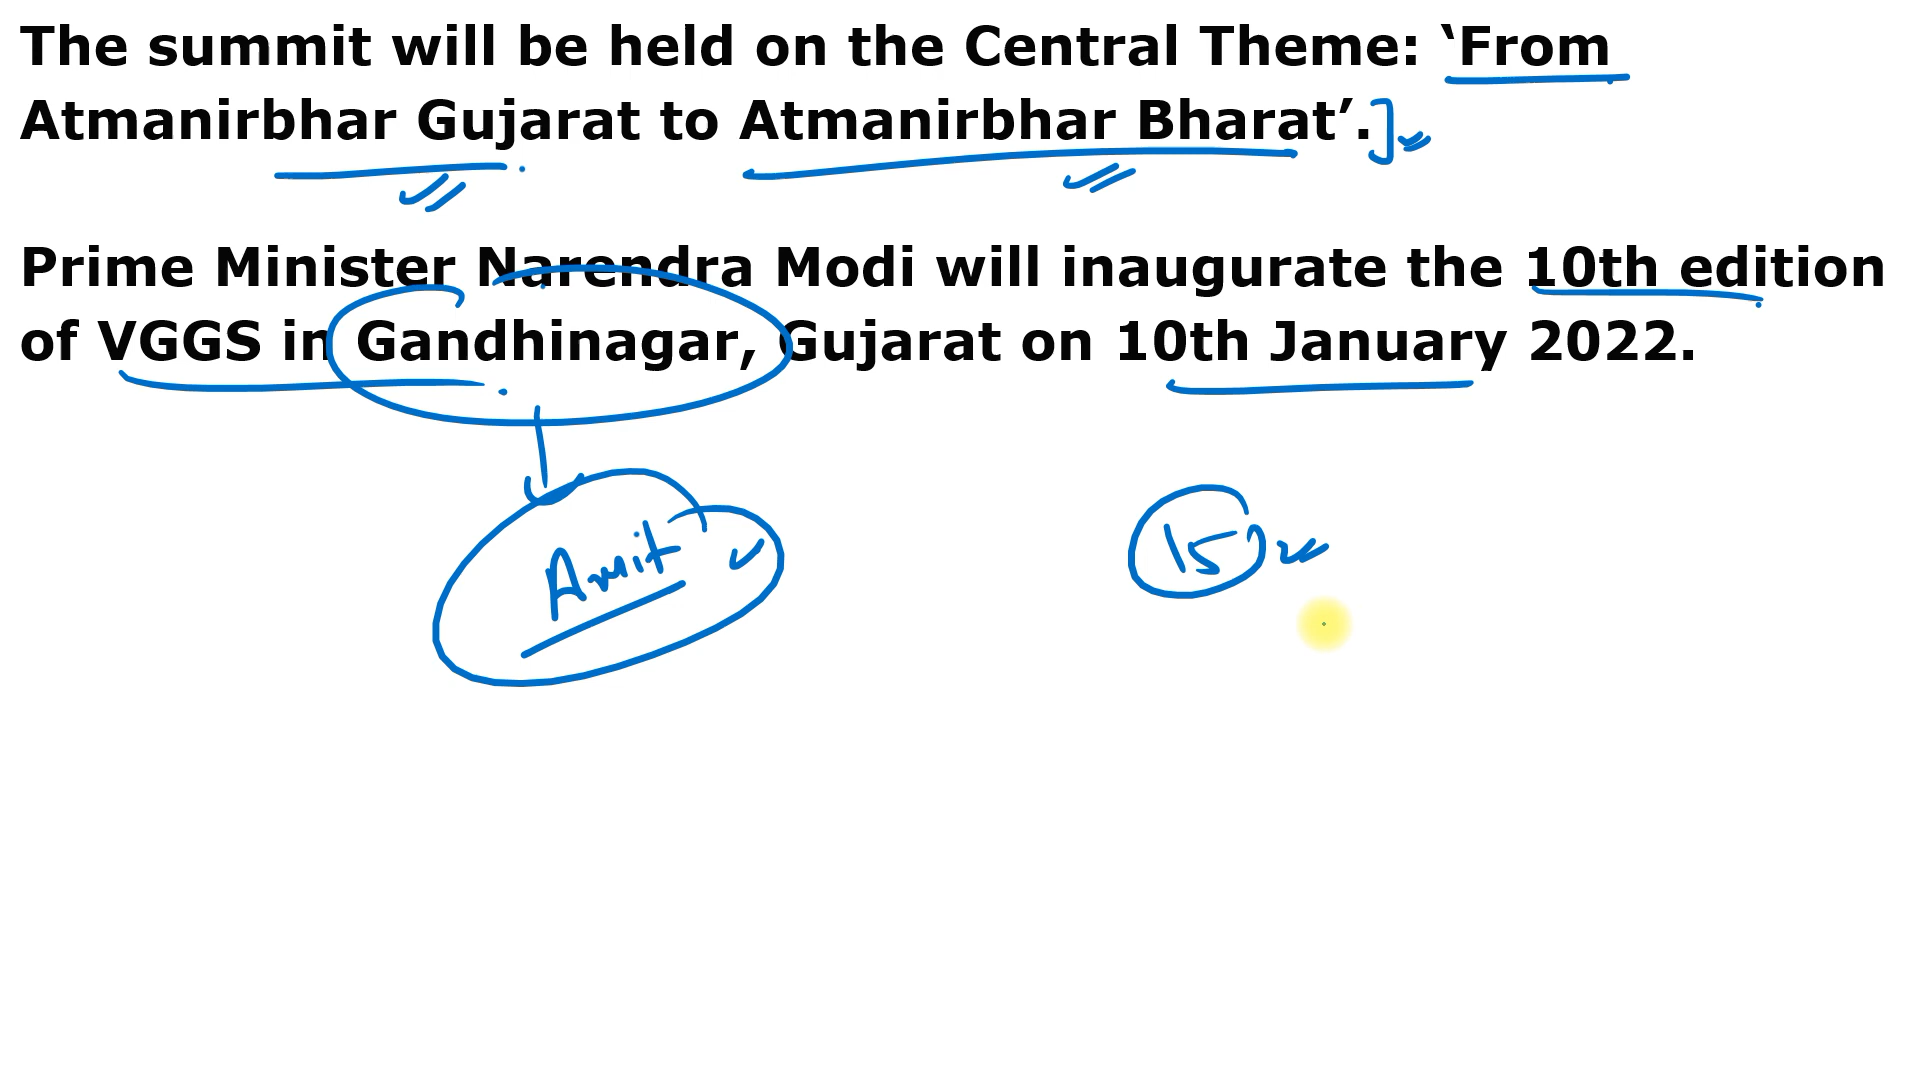 The summit will be held on the Central Theme: ‘From
Atmanirbhar Gujarat to Atmanirbhar Bharat’.
Prime Minister Narendra Modi will inaugurate the 10th edition
of VGGS in Gandhinagar, Gujarat on 10th January 2022.
Amit
15